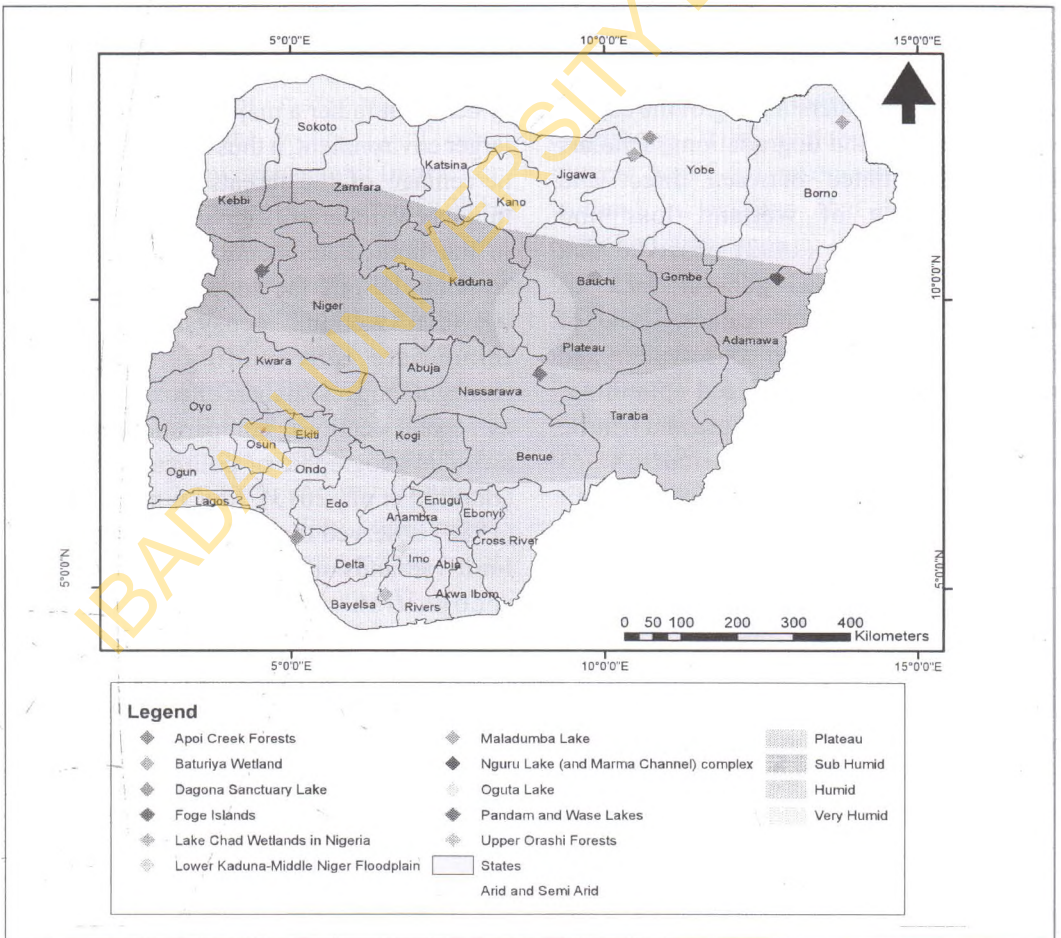 5°0'0"E 10°0'0"E 15°0'0"E
Sokoto
Katsina
Jigawa
Yobe
Borno
Kebbi
Zamfara
Kano
Kaduna
Bauchi
Gombe
10°0'0"N 10°0'0"N
Niger
Adamawa
Plateau
Kwara
Abuja
Nassarawa
Oyo
Taraba
Osun
Ekiti
Kogi
Benue
Ogun
Ondo
Lagos
Edo
Enugu
Anambra
Ebonyi
Cross River
Delta
Imo
Abia
5°0'0"N 5°0'0"N
Bayelsa
Rivers
Akwa Ibom
0 50 100 200 300 400
Kilometers
5°0'0"E 10°0'0"E 15°0'0"E
IBADAN UNIVERSITY
Legend
Apoi Creek Forests
Baturiya Wetland
Dagona Sanctuary Lake
Foge Islands
Lake Chad Wetlands in Nigeria
Lower Kaduna-Middle Niger Floodplain
Maladumba Lake
Nguru Lake (and Marma Channel) complex
Oguta Lake
Pandam and Wase Lakes
Upper Orashi Forests
States
Arid and Semi Arid
Plateau
Sub Humid
Humid
Very Humid